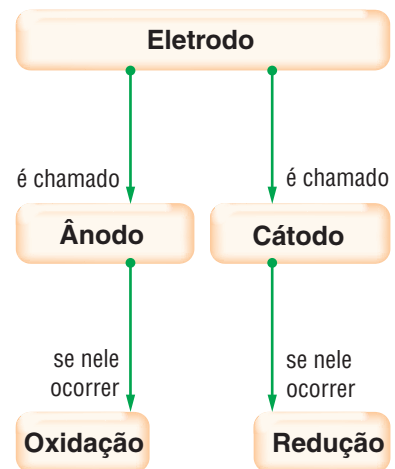 Eletrodo
é chamado
é chamado
Ânodo
Cátodo
se nele
ocorrer
se nele
ocorrer
Oxidação
Redução